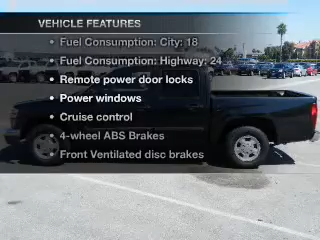 VEHICLE FEATURES
• Fuel Consumption: City: 18
• Fuel Consumption: Highway: 24
• Remote power door locks
• Power windows
• Cruise control
• 4-wheel ABS Brakes
• Front Ventilated disc brakes